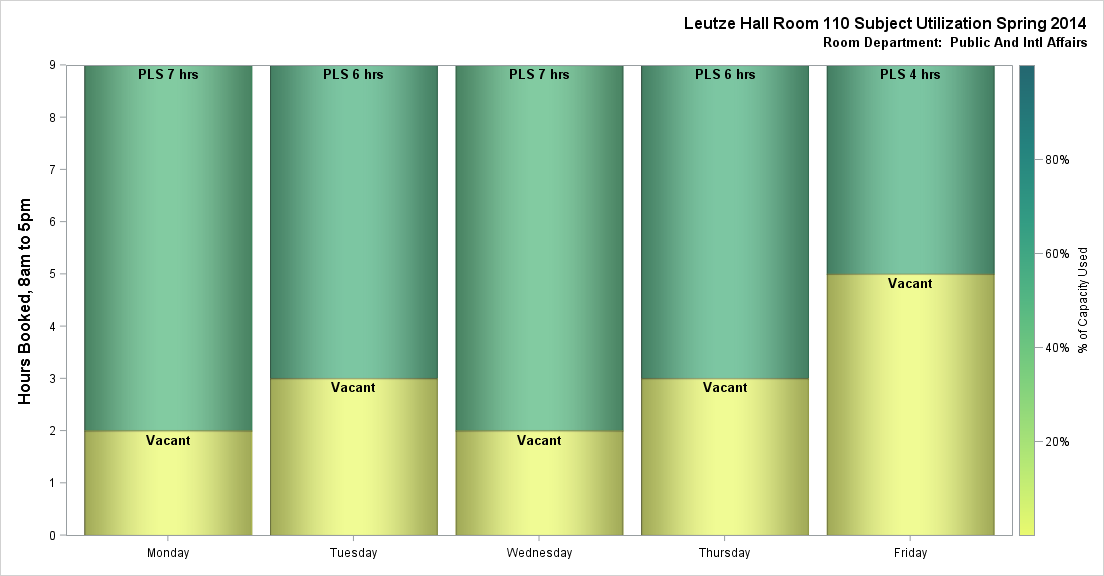 Leutze Hall Room 110 Subject Utilization Spring 2014
Room Department:  Public And Intl Affairs
Hours Booked, 8am to 5pm
9
8
7
6
5
4
3
2
1
0
PLS 7 hrs
PLS 6 hrs
PLS 7 hrs
PLS 6 hrs
PLS 4 hrs
Vacant
Vacant
Vacant
Vacant
Vacant
Monday
Tuesday
Wednesday
Thursday
Friday
80%
60%
40%
20%
% of Capacity Used